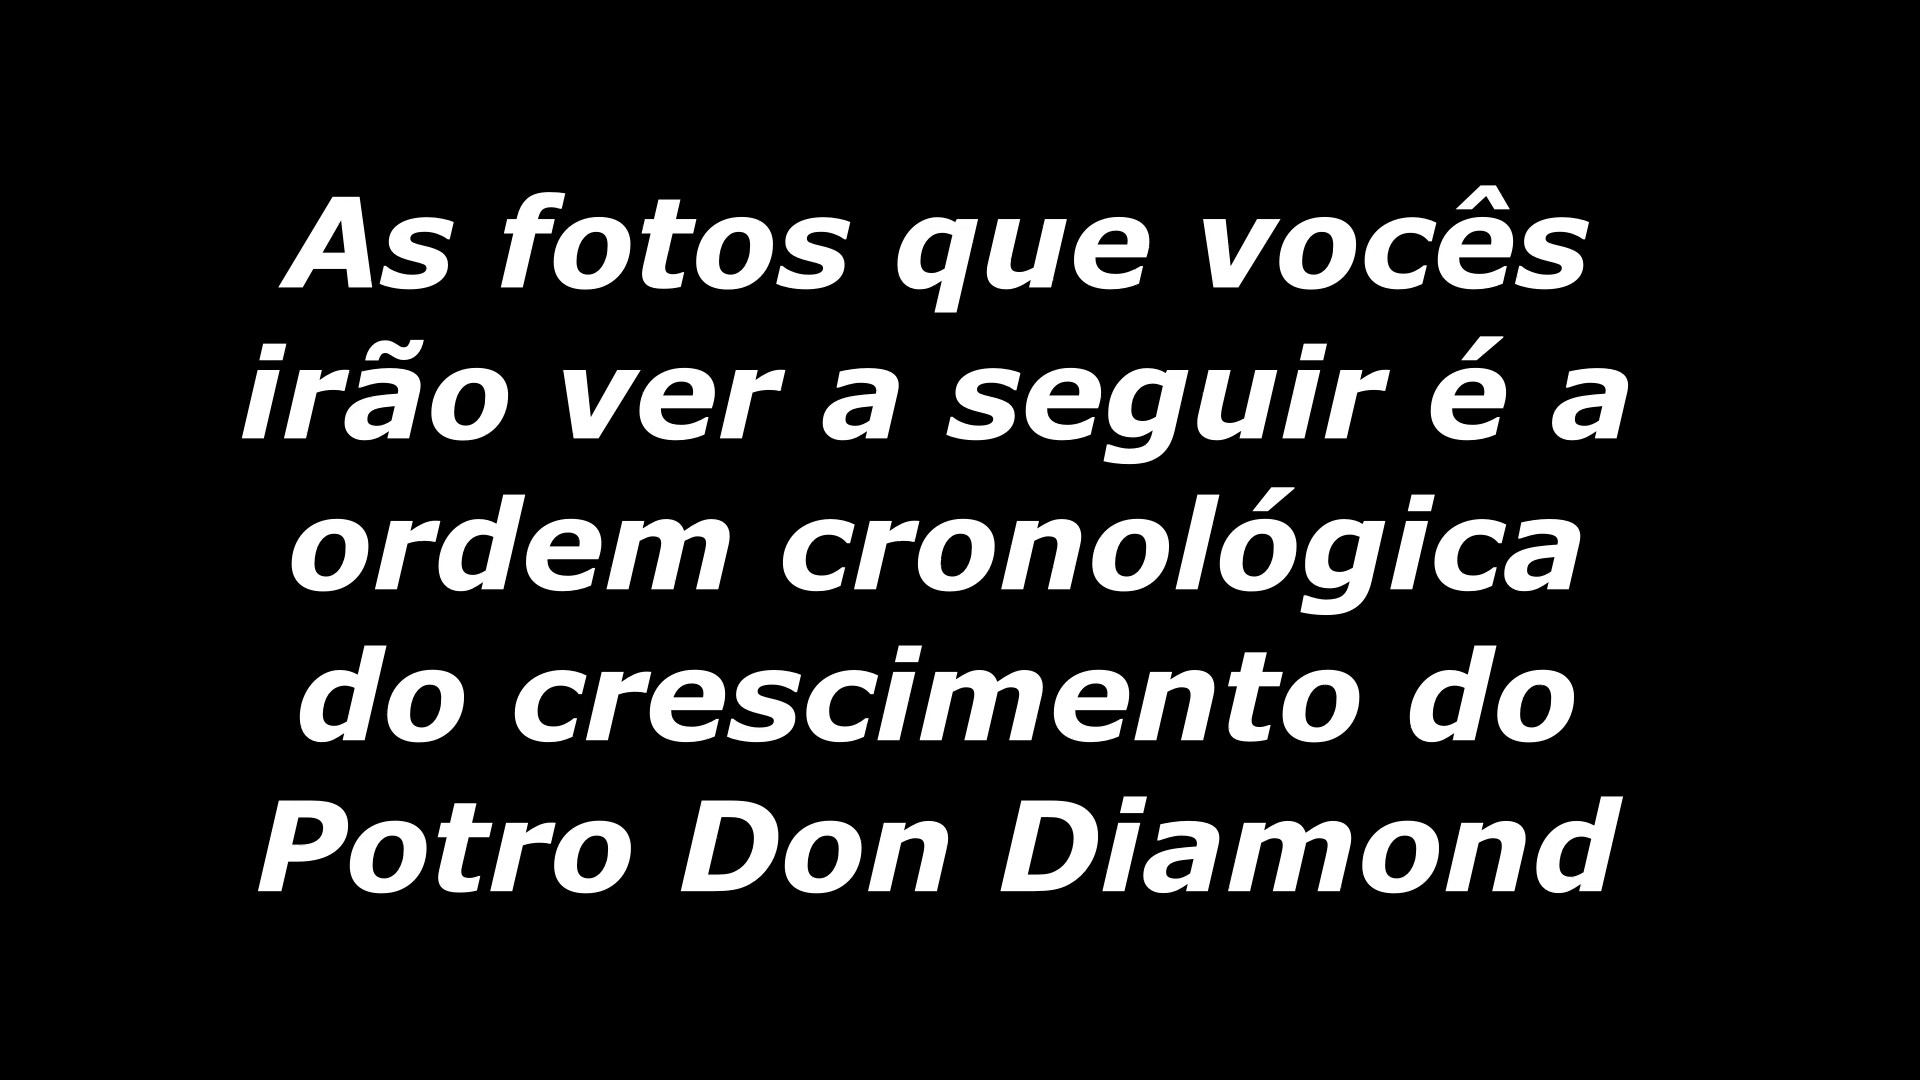 As fotos que vocês
irão ver a seguir é a
ordem cronológica
do crescimento do
Potro Don Diamond